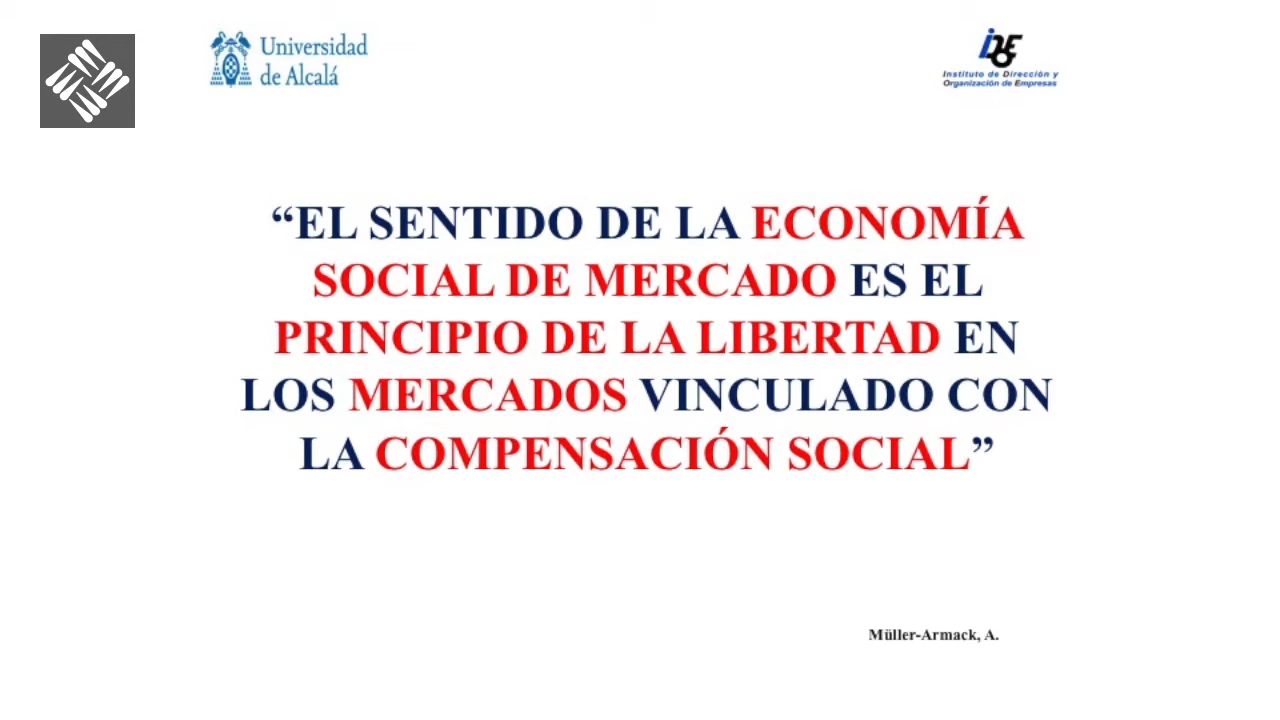 Universidad
de Alcalá
IDOE
Instituto de Dirección y
Organización de Empresas
“EL SENTIDO DE LA ECONOMÍA
SOCIAL DE MERCADO ES EL
PRINCIPIO DE LA LIBERTAD EN
LOS MERCADOS VINCULADO CON
LA COMPENSACIÓN SOCIAL”
Müller-Armack, A.